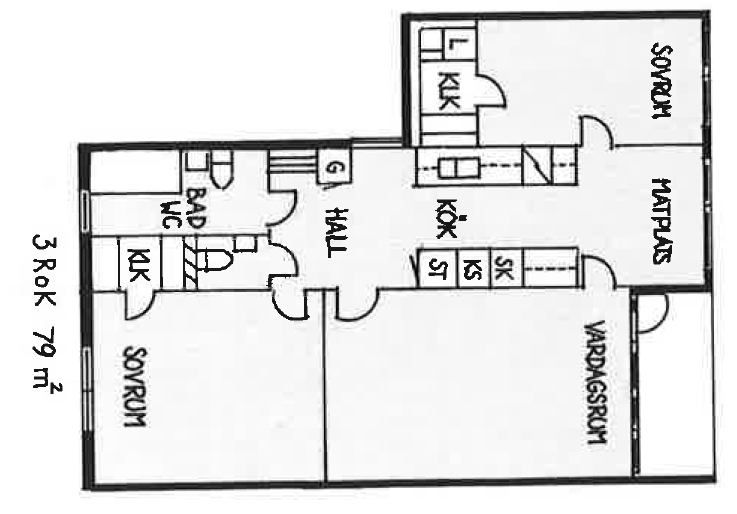 SOVRUM
L
KLK
MATPLATS
KÖK
G
HALL
BAD
WC
ST
KS
SK
KLK
VARDAGSRUM
SOVRUM
3 RoK 79 m²